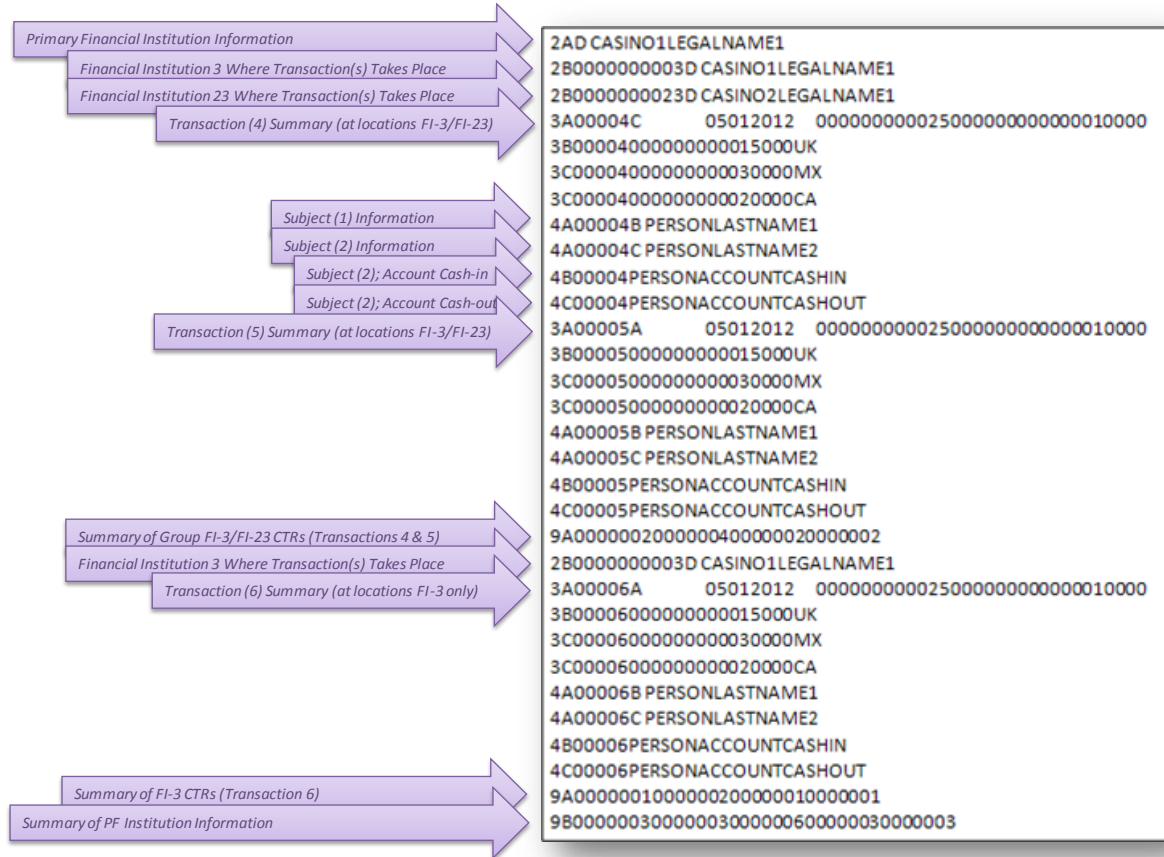 Primary Financial Institution Information
Financial Institution 3 Where Transaction(s) Takes Place
Financial Institution 23 Where Transaction(s) Takes Place
Transaction (4) Summary (at locations FI-3/FI-23)
Subject (1) Information
Subject (2) Information
Subject (2); Account Cash-in
Subject (2); Account Cash-out
Transaction (5) Summary (at locations FI-3/FI-23)
Summary of Group FI-3/FI-23 CTRs (Transactions 4 & 5)
Financial Institution 3 Where Transaction(s) Takes Place
Transaction (6) Summary (at locations FI-3 only)
Summary of FI-3 CTRs (Transaction 6)
Summary of PF Institution Information
2AD CASINO1LEGALNAME1
2B0000000003D CASINO1LEGALNAME1
2B0000000023D CASINO2LEGALNAME1
3A00004C 05012012 000000000025000000000000010000
3B00004000000000015000UK
3C00004000000000030000MX
3C00004000000000020000CA
4A00004B PERSONLASTNAME1
4A00004C PERSONLASTNAME2
4B00004PERSONACCOUNTCASHIN
4C00004PERSONACCOUNTCASHOUT
3A00005A 05012012 000000000025000000000000010000
3B00005000000000015000UK
3C00005000000000030000MX
3C00005000000000020000CA
4A00005B PERSONLASTNAME1
4A00005C PERSONLASTNAME2
4B00005PERSONACCOUNTCASHIN
4C00005PERSONACCOUNTCASHOUT
9A0000002000000400000020000002
2B0000000003D CASINO1LEGALNAME1
3A00006A 05012012 000000000025000000000000010000
3B00006000000000015000UK
3C00006000000000030000MX
3C00006000000000020000CA
4A00006B PERSONLASTNAME1
4A00006C PERSONLASTNAME2
4B00006PERSONACCOUNTCASHIN
4C00006PERSONACCOUNTCASHOUT
9A0000001000000200000010000001
9B00000030000003000000600000030000003